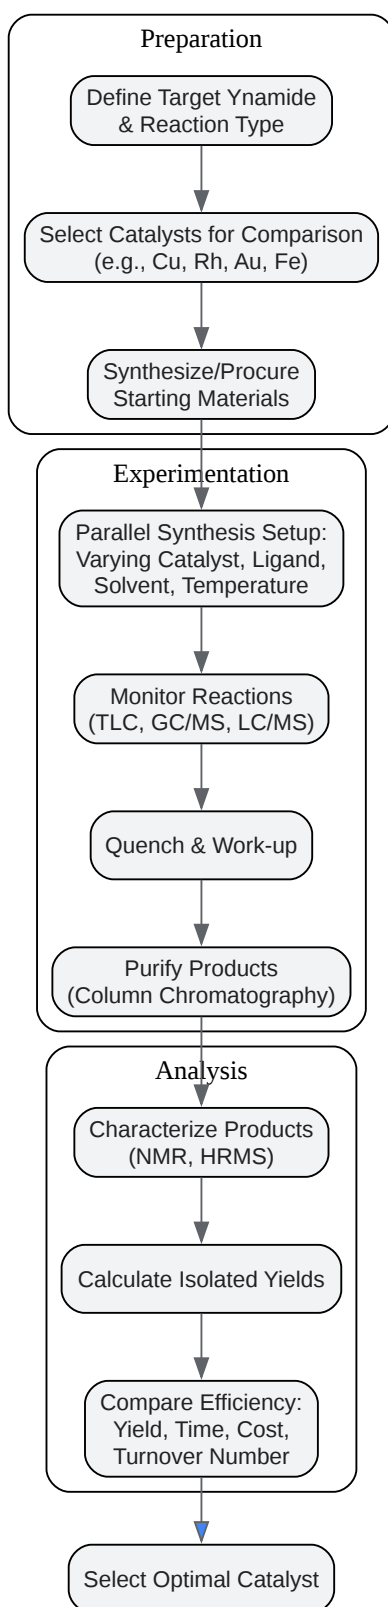 Preparation
Define Target Ynamide
& Reaction Type
Select Catalysts for Comparison
(e.g., Cu, Rh, Au, Fe)
Synthesize/Procure
Starting Materials
Experimentation
Parallel Synthesis Setup:
Varying Catalyst, Ligand,
Solvent, Temperature
Monitor Reactions
(TLC, GC/MS, LC/MS)
Quench & Work-up
Purify Products
(Column Chromatography)
Analysis
Characterize Products
(NMR, HRMS)
Calculate Isolated Yields
Compare Efficiency:
Yield, Time, Cost,
Turnover Number
Select Optimal Catalyst